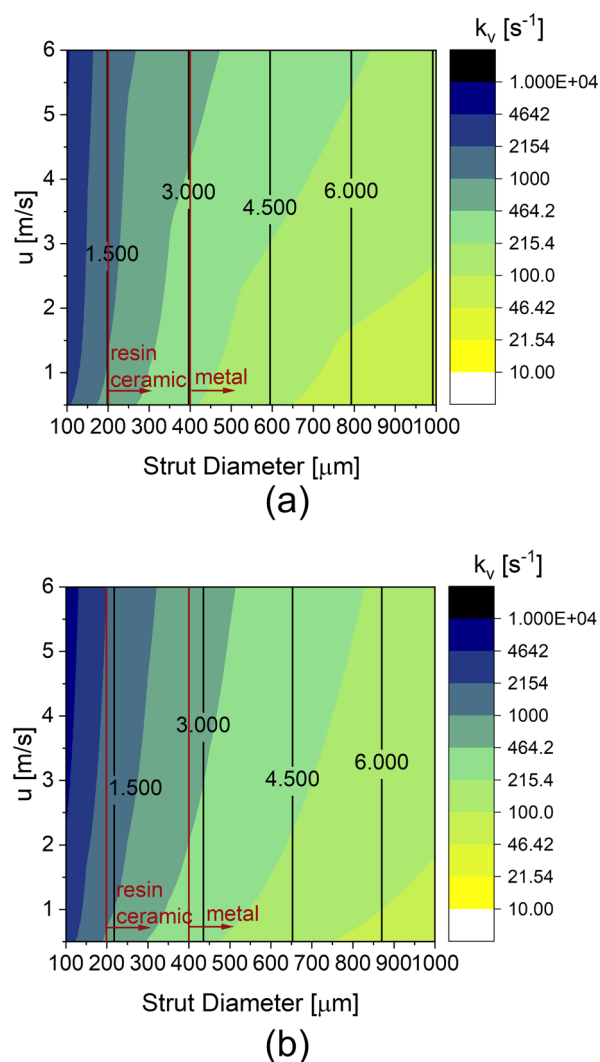 kv [s-1]
6
5
4
3
2
1
u [m/s]
1.500
3.000
4.500
6.000
resin
ceramic
metal
1.000E+04
4642
2154
1000
464.2
215.4
100.0
46.42
21.54
10.00
100 200 300 400 500 600 700 800 9001000
Strut Diameter [μm]
(a)
kv [s-1]
6
5
4
3
2
1
u [m/s]
1.500
3.000
4.500
6.000
resin
ceramic
metal
1.000E+04
4642
2154
1000
464.2
215.4
100.0
46.42
21.54
10.00
100 200 300 400 500 600 700 800 9001000
Strut Diameter [μm]
(b)